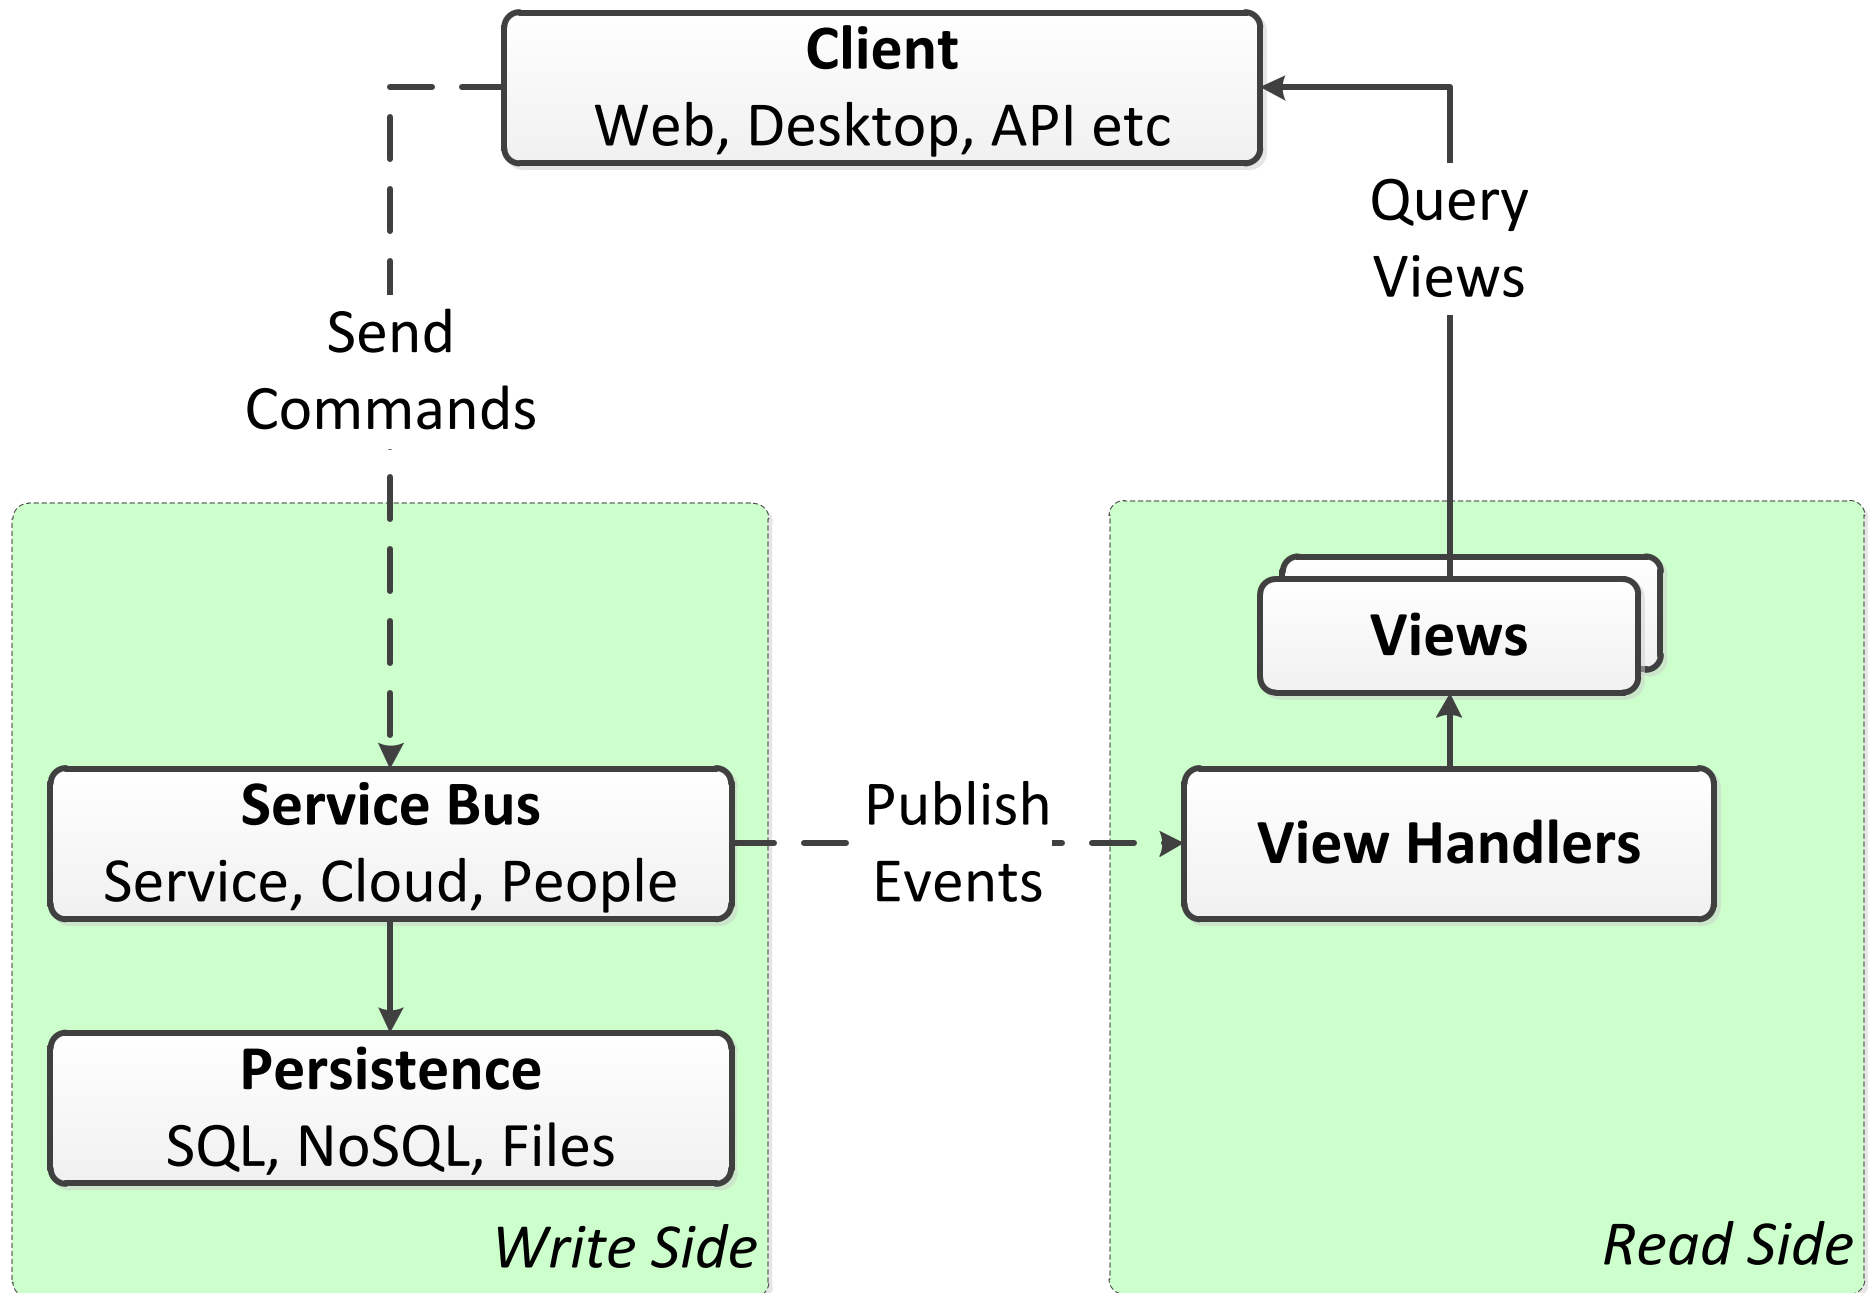 Client
Web, Desktop, API etc
Query
Views
Send
Commands
Views
Service Bus
Service, Cloud, People
Publish
Events
View Handlers
Persistence
SQL, NoSQL, Files
Write Side
Read Side